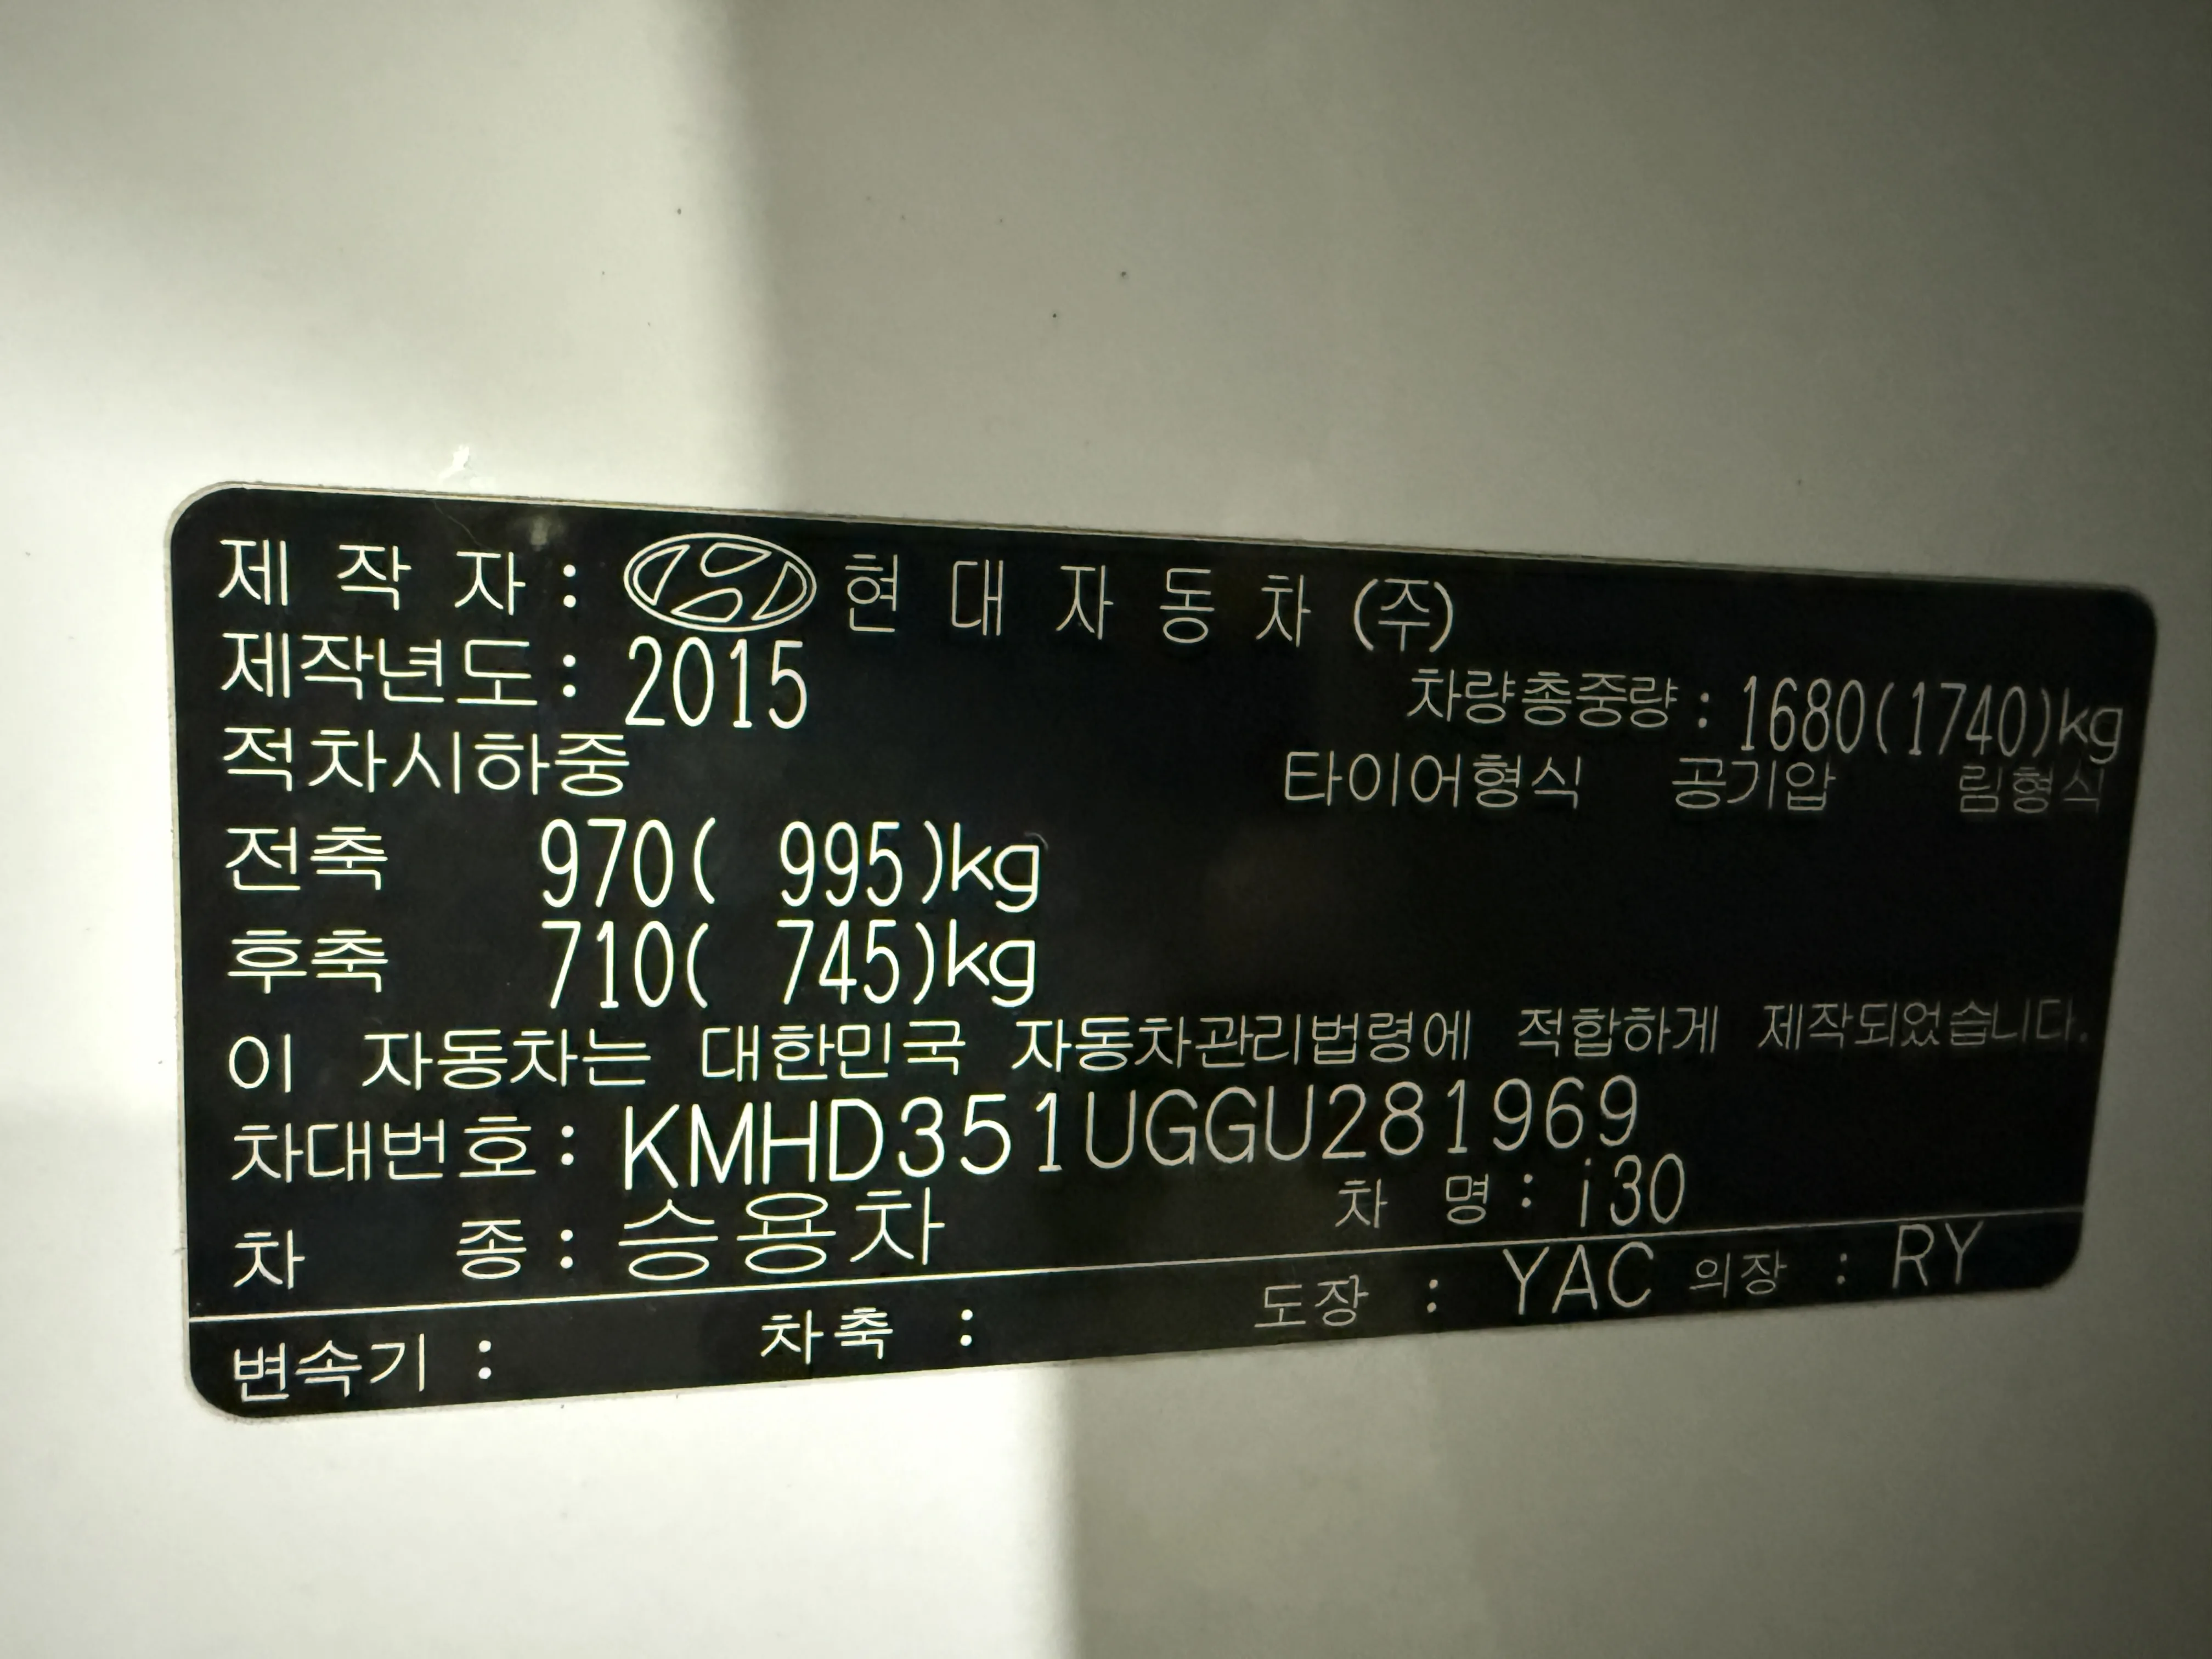 제 작 자 : 현 대 자 동 차 (주)
제작년도 : 2015
차량총중량 : 1680(1740)kg
적차시하중
타이어형식 공기압 림형식
전축 970( 995)kg
후축 710( 745)kg
이 자동차는 대한민국 자동차관리법령에 적합하게 제작되었습니다.
차대번호 : KMHD351UGGU281969
차 종 : 승용차 차 명 : i30
변속기 : 차축 : 도장 : YAC 의장 : RY